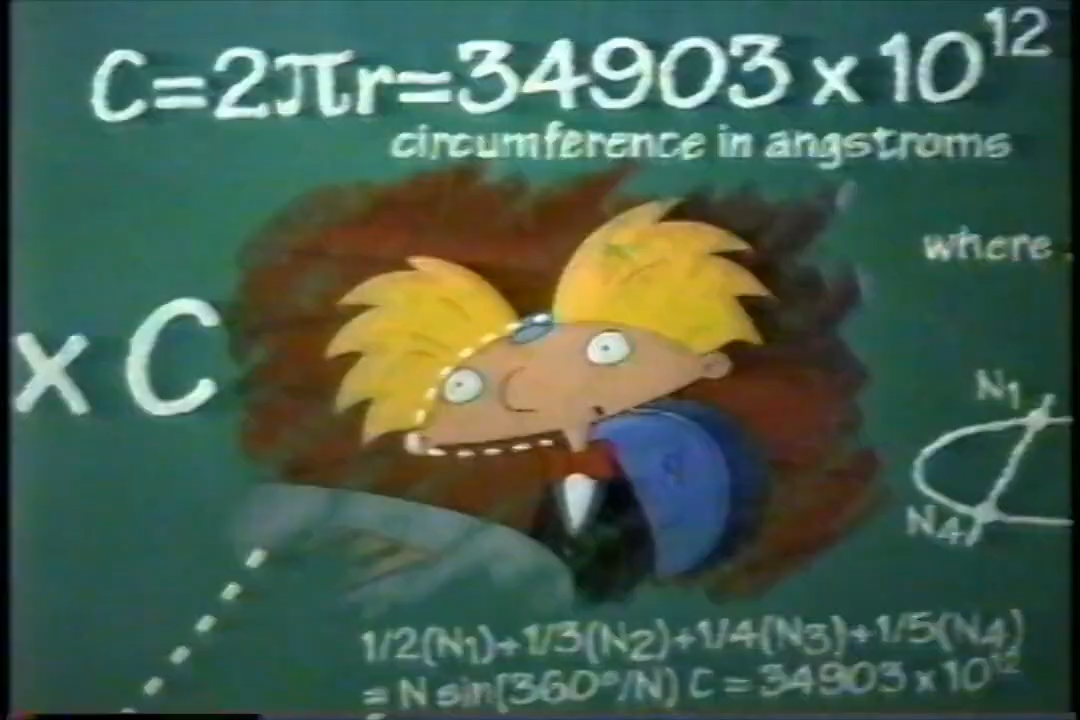 C=2πr=34903 x 10¹²
circumference in angstroms
where
x C
N₁
N₄
1/2(N₁)+1/3(N₂)+1/4(N₃)+1/5(N₄)
= N sin(360°/N) C = 34903 x 10¹²